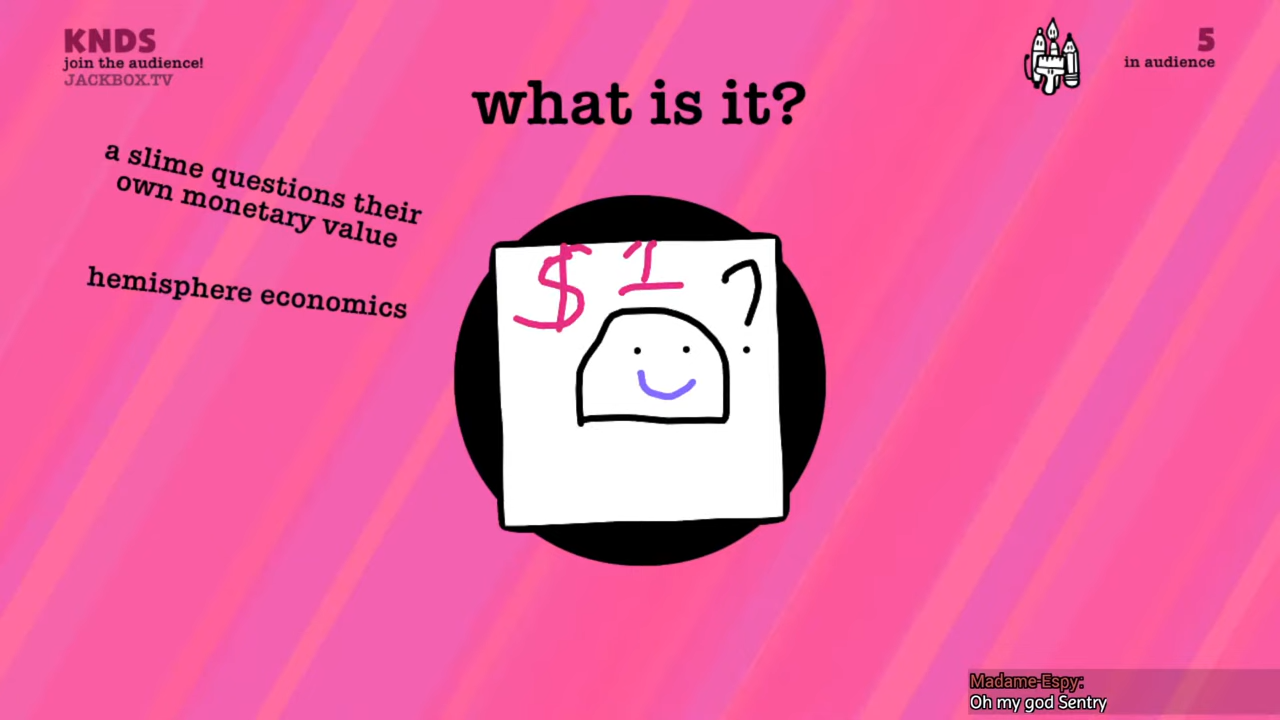 KNDS
join the audience!
JACKBOX.TV
5
in audience
what is it?
a slime questions their
own monetary value
hemisphere economics
$1 ?
Madame-Espy:
Oh my god Sentry